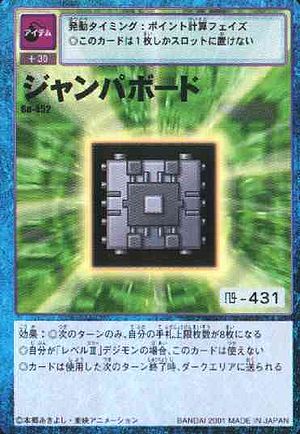 アイテム
+30
発動タイミング:ポイント計算フェイズ
◎このカードは1枚しかスロットに置けない
ジャンパボード
Bo-452
431
効果:◎次のターンのみ、自分の手札上限枚数が8枚になる
◎自分が「レベルⅢ」デジモンの場合、このカードは使えない
◎カードは使用した次のターン終了時、ダークエリアに送られる
©本郷あきよし・東映アニメーション
BANDAI 2001 MADE IN JAPAN